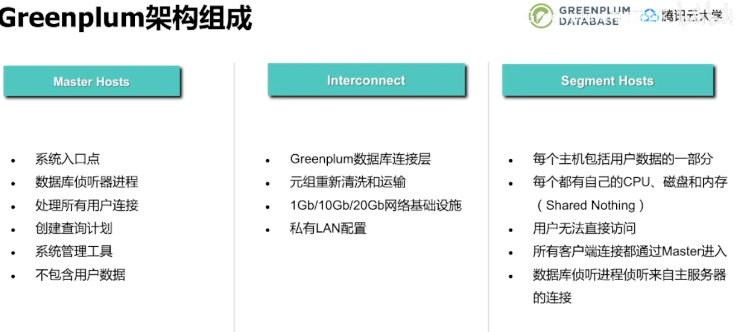 Greenplum架构组成
GREENPLUM
DATABASE
腾讯云大学
Master Hosts
系统入口点
数据库侦听器进程
处理所有用户连接
创建查询计划
系统管理工具
不包含用户数据
Interconnect
Greenplum数据库连接层
元组重新清洗和运输
1Gb/10Gb/20Gb网络基础设施
私有LAN配置
Segment Hosts
每个主机包括用户数据的一部分
每个都有自己的CPU、磁盘和内存
（Shared Nothing）
用户无法直接访问
所有客户端连接都通过Master进入
数据库侦听进程侦听来自主服务器
的连接